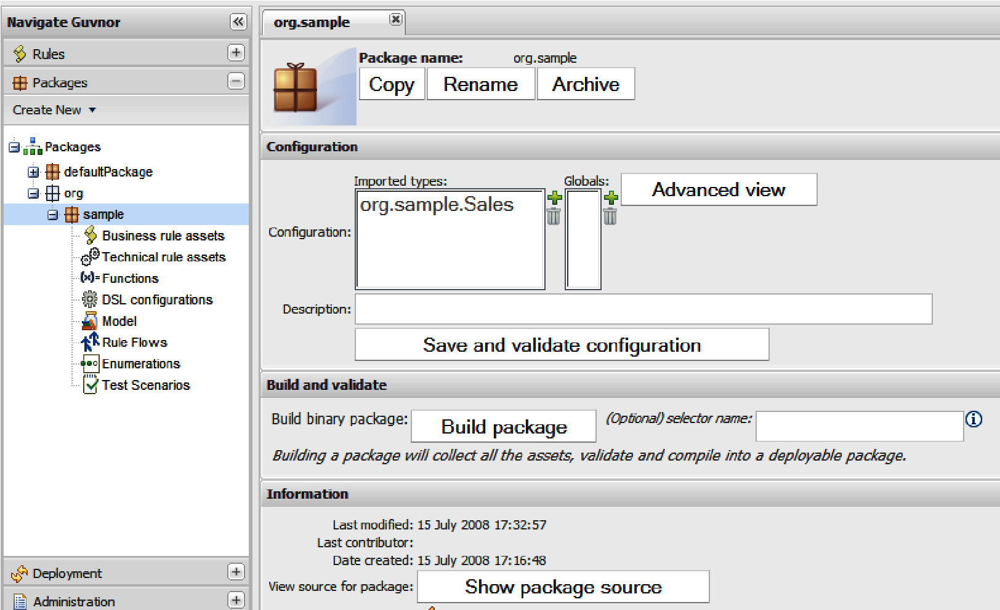 Navigate Guvnor
Rules
Packages
Create New
Packages
defaultPackage
org
sample
Business rule assets
Technical rule assets
(x)= Functions
DSL configurations
Model
Rule Flows
Enumerations
Test Scenarios
Deployment
Administration
org.sample
Package name: org.sample
Copy Rename Archive
Configuration
Imported types: Globals: Advanced view
org.sample.Sales
Configuration:
Description:
Save and validate configuration
Build and validate
Build binary package: Build package (Optional) selector name:
Building a package will collect all the assets, validate and compile into a deployable package.
Information
Last modified: 15 July 2008 17:32:57
Last contributor:
Date created: 15 July 2008 17:16:48
View source for package: Show package source